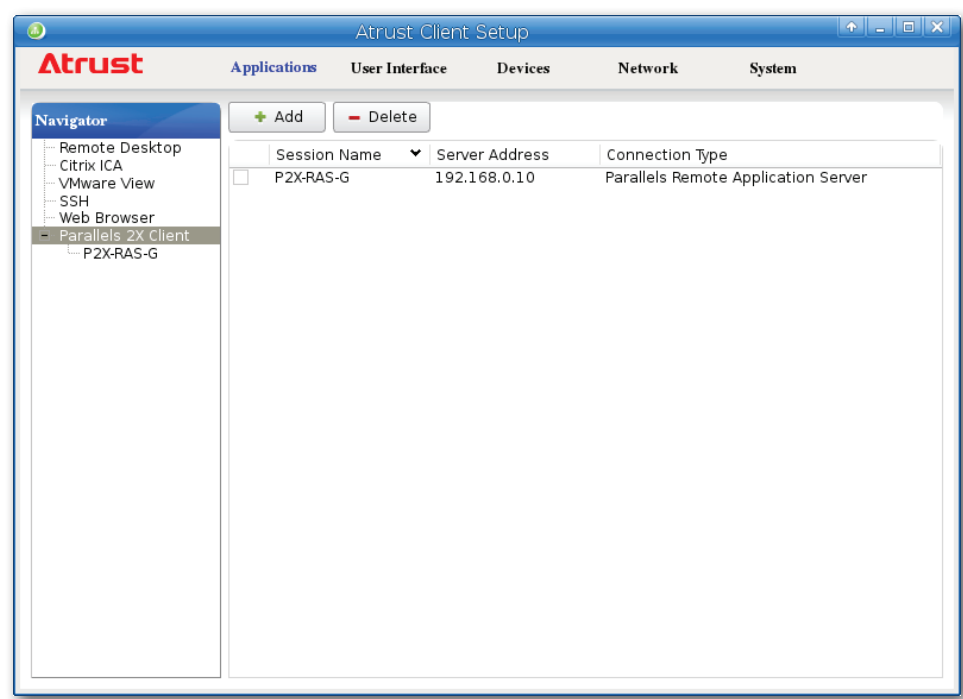 Atrust Client Setup
Atrust
Applications User Interface Devices Network System
Navigator
Remote Desktop
Citrix ICA
VMware View
SSH
Web Browser
Parallels 2X Client
P2X-RAS-G
Add Delete
Session Name Server Address Connection Type
P2X-RAS-G 192.168.0.10 Parallels Remote Application Server